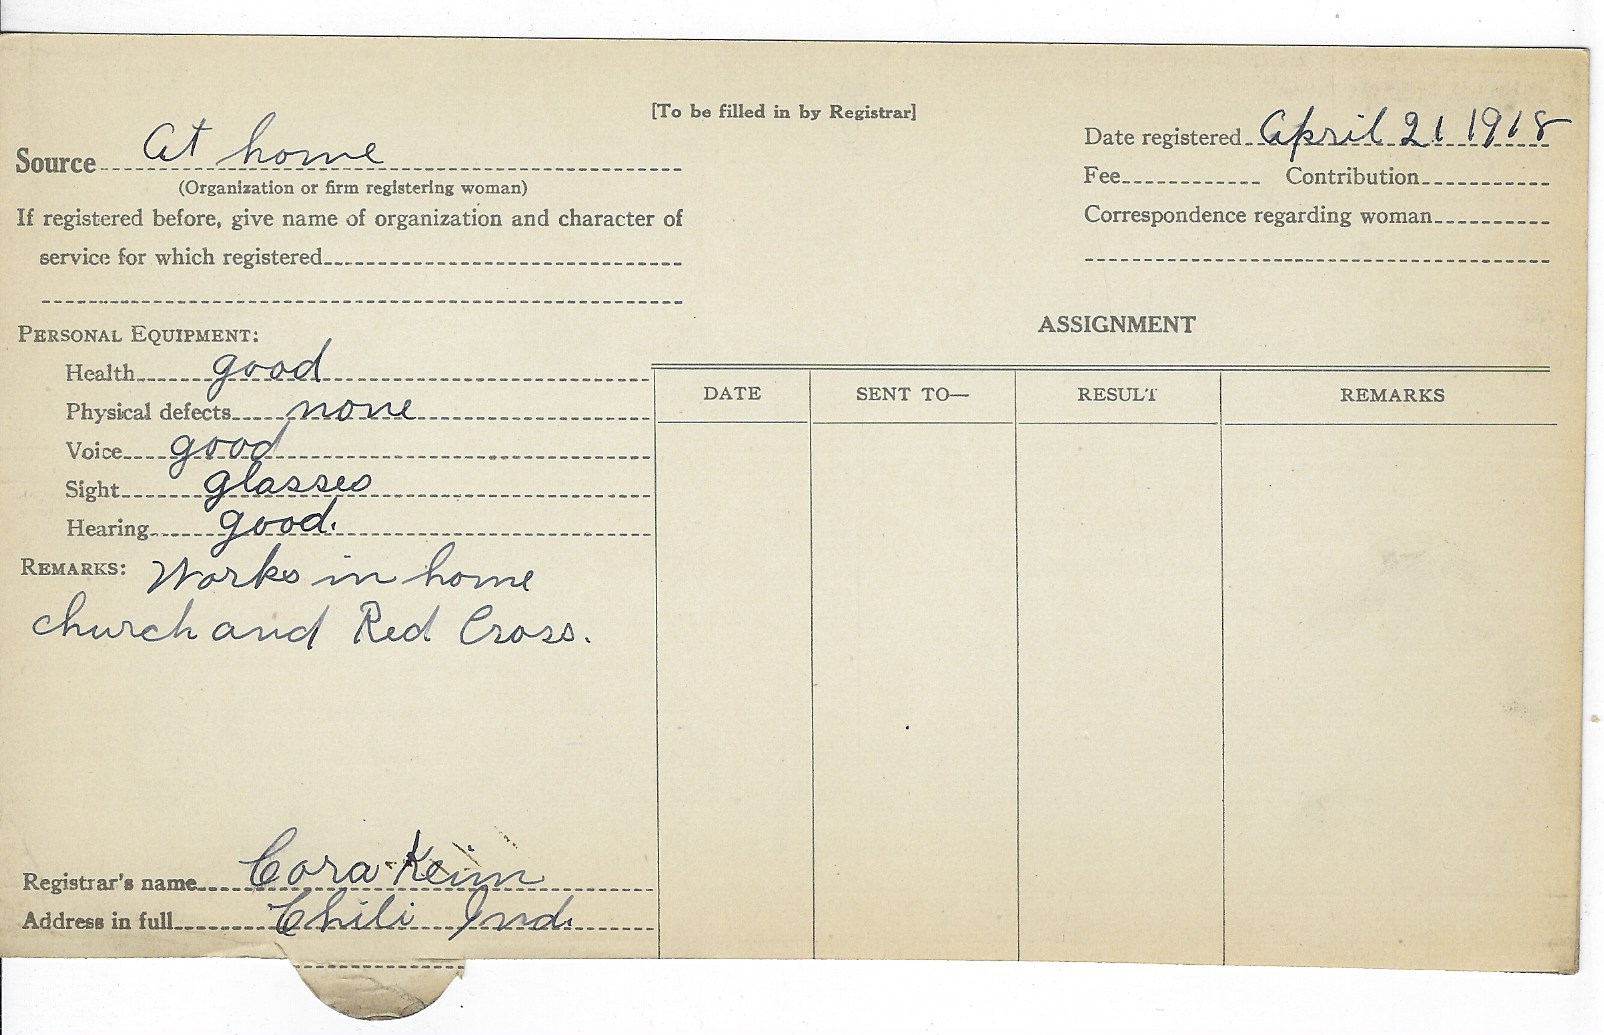 [To be filled in by Registrar]
Source At home
(Organization or firm registering woman)
If registered before, give name of organization and character of
service for which registered
Date registered April 21 1918
Fee Contribution
Correspondence regarding woman
PERSONAL EQUIPMENT:
Health good
Physical defects none
Voice good
Sight glasses
Hearing good.
REMARKS: Works in home
church and Red Cross.
Registrar's name Cora Keim
Address in full Chili Ind.
ASSIGNMENT
DATE SENT TO— RESULT REMARKS